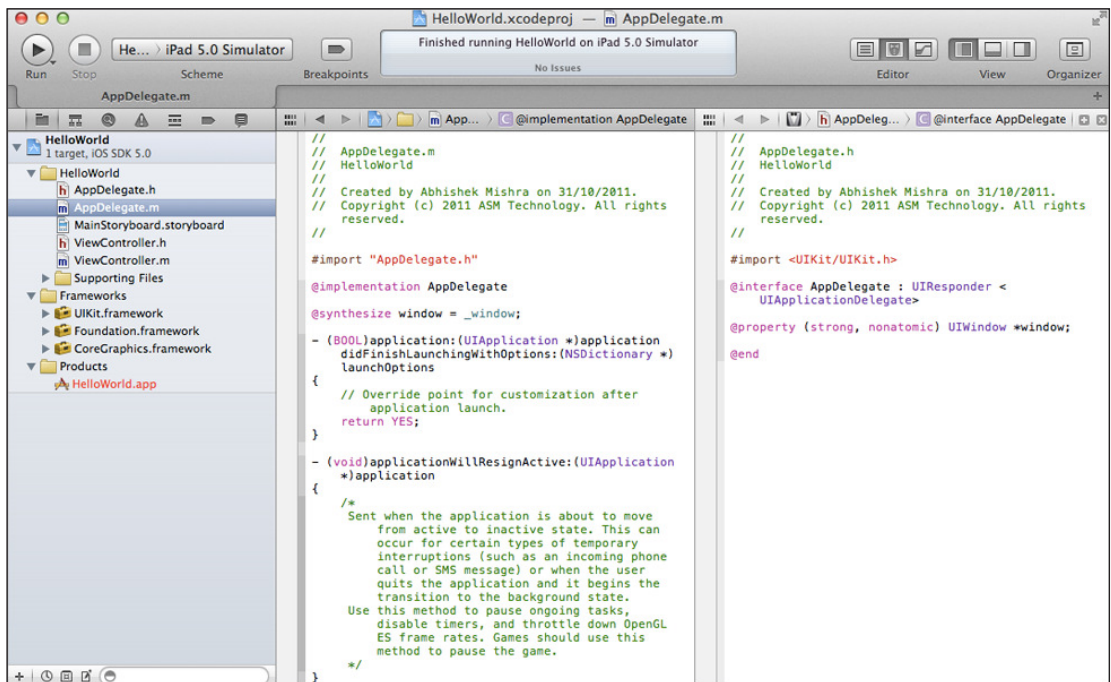 HelloWorld.xcodeproj — AppDelegate.m
Run
Stop
He... iPad 5.0 Simulator
Scheme
Breakpoints
Finished running HelloWorld on iPad 5.0 Simulator
No Issues
Editor
View
Organizer
AppDelegate.m
+
HelloWorld
1 target, iOS SDK 5.0
HelloWorld
h AppDelegate.h
m AppDelegate.m
MainStoryboard.storyboard
h ViewController.h
m ViewController.m
Supporting Files
Frameworks
UIKit.framework
Foundation.framework
CoreGraphics.framework
Products
HelloWorld.app
m App... C @implementation AppDelegate
//
//  AppDelegate.m
//  HelloWorld
//
//  Created by Abhishek Mishra on 31/10/2011.
//  Copyright (c) 2011 ASM Technology. All rights
reserved.
//
#import "AppDelegate.h"
@implementation AppDelegate
@synthesize window = _window;
- (BOOL)application:(UIApplication *)application
didFinishLaunchingWithOptions:(NSDictionary *)
launchOptions
{
// Override point for customization after
application launch.
return YES;
}
- (void)applicationWillResignActive:(UIApplication
*)application
{
/*
Sent when the application is about to move
from active to inactive state. This can
occur for certain types of temporary
interruptions (such as an incoming phone
call or SMS message) or when the user
quits the application and it begins the
transition to the background state.
Use this method to pause ongoing tasks,
disable timers, and throttle down OpenGL
ES frame rates. Games should use this
method to pause the game.
*/
}
h AppDeleg... C @interface AppDelegate
//
//  AppDelegate.h
//  HelloWorld
//
//  Created by Abhishek Mishra on 31/10/2011.
//  Copyright (c) 2011 ASM Technology. All rights
reserved.
//
#import <UIKit/UIKit.h>
@interface AppDelegate : UIResponder <
UIApplicationDelegate>
@property (strong, nonatomic) UIWindow *window;
@end